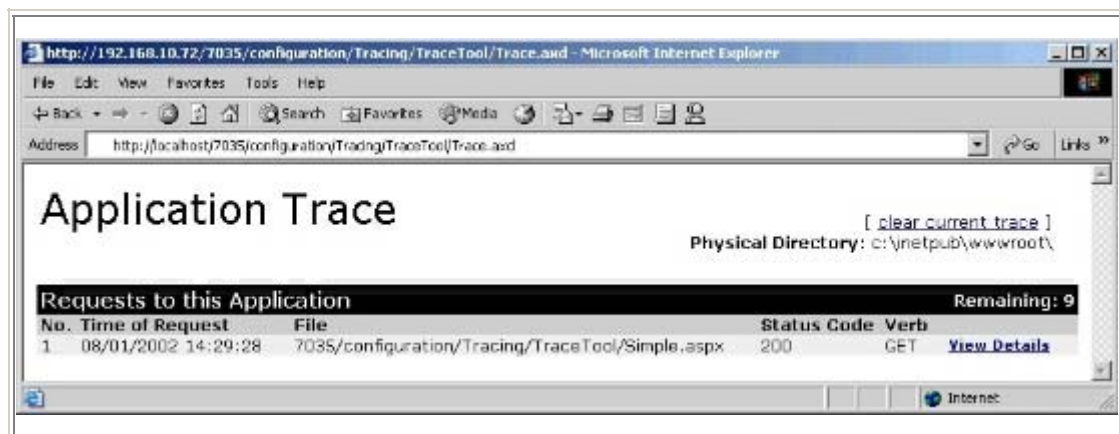 http://192.168.10.72/7035/configuration/Tracing/TraceTool/Trace.axd - Microsoft Internet Explorer
File Edit View Favorites Tools Help
Back Search Favorites Media
Address http://localhost/7035/configuration/Tracing/TraceTool/Trace.axd Go Links »
Application Trace
[ clear current trace ]
Physical Directory: c:\inetpub\wwwroot\
Requests to this Application Remaining: 9
No. Time of Request File Status Code Verb
1 08/01/2002 14:29:28 7035/configuration/Tracing/TraceTool/Simple.aspx 200 GET View Details
Internet